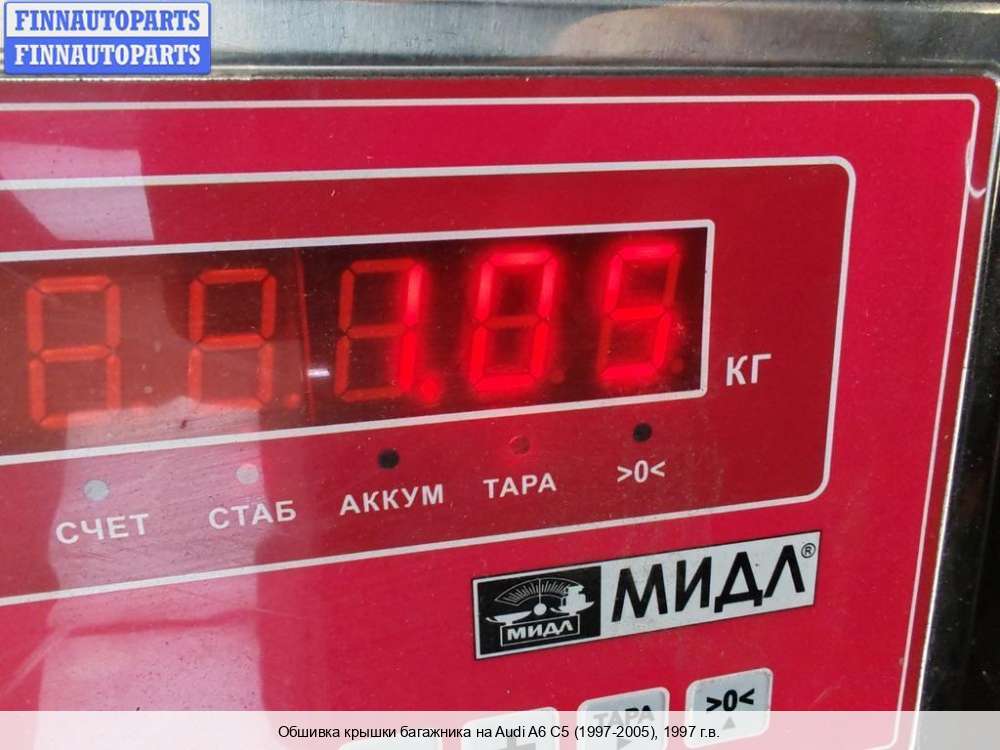 FINNAUTOPARTS
FINNAUTOPARTS
1.05
КГ
СЧЕТ СТАБ АККУМ ТАРА >0<
МИДЛ МИДЛ®
ТАРА >0<
Обшивка крышки багажника на Audi A6 C5 (1997-2005), 1997 г.в.